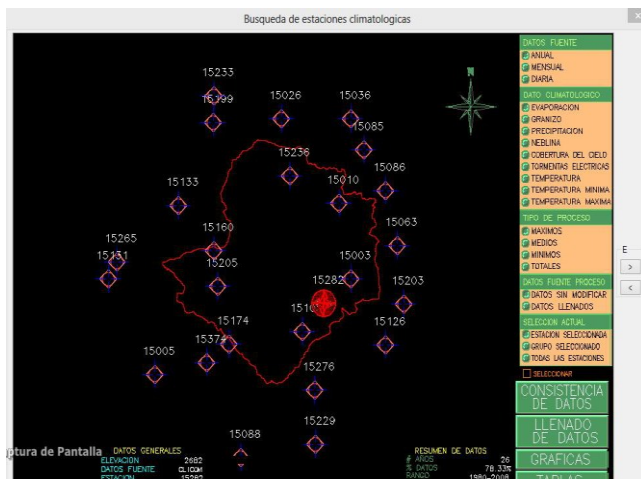 Busqueda de estaciones climatologicas
x
DATOS FUENTE
ANUAL
MENSUAL
DIARIA
DATO CLIMATOLOGICO
EVAPORACION
GRANIZO
PRECIPITACION
NEBLINA
COBERTURA DEL CIELO
TORMENTAS ELECTRICAS
TEMPERATURA
TEMPERATURA MINIMA
TEMPERATURA MAXIMA
TIPO DE PROCESO
MAXIMOS
MEDIOS
MINIMOS
TOTALES
DATOS FUENTE PROCESO
DATOS SIN MODIFICAR
DATOS LLENADOS
SELECCION ACTUAL
ESTACION SELECCIONADA
GRUPO SELECCIONADO
TODAS LAS ESTACIONES
SELECCIONAR
CONSISTENCIA
DE DATOS
LLENADO
DE DATOS
GRAFICAS
TABLAS
E
>
<
N
15233
15199
15026
15036
15085
15236
15086
15133
15010
15160
15063
15265
15131
15205
15003
15282
15203
1510
15174
15126
15374
15005
15276
15229
15088
ptura de Pantalla
DATOS GENERALES
ELEVACION 2682
DATOS FUENTE CLICOM
ESTACION 15282
RESUMEN DE DATOS
# AÑOS 26
% DATOS 78.33%
RANGO 1980-2008